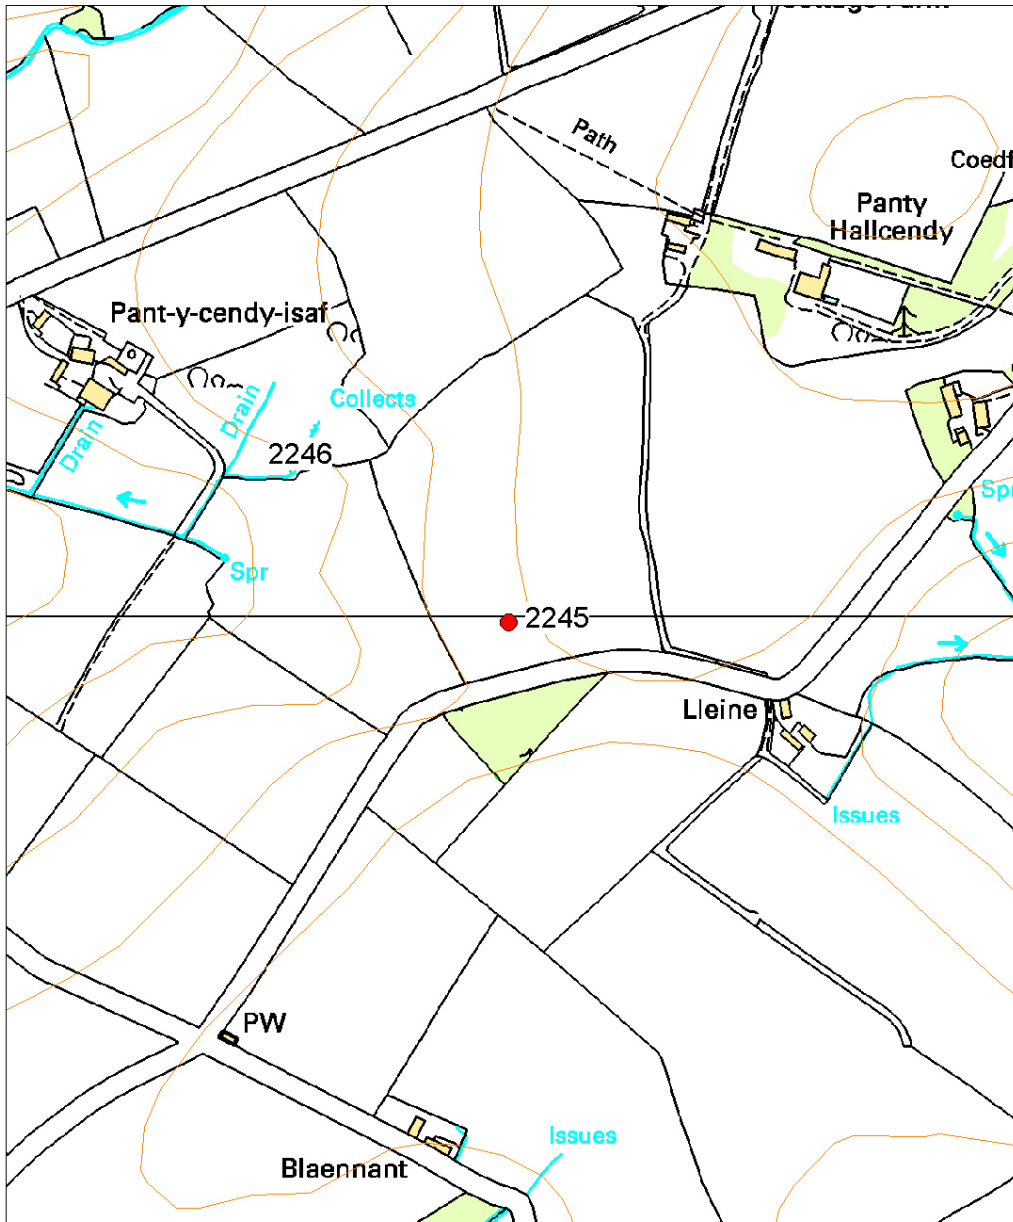 Path
Coedf
Panty
Hallcendy
Pant-y-cendy-isaf
Collects
Drain
2246
Drain
Spr
Spr
2245
Lleine
Issues
PW
Issues
Blaennant